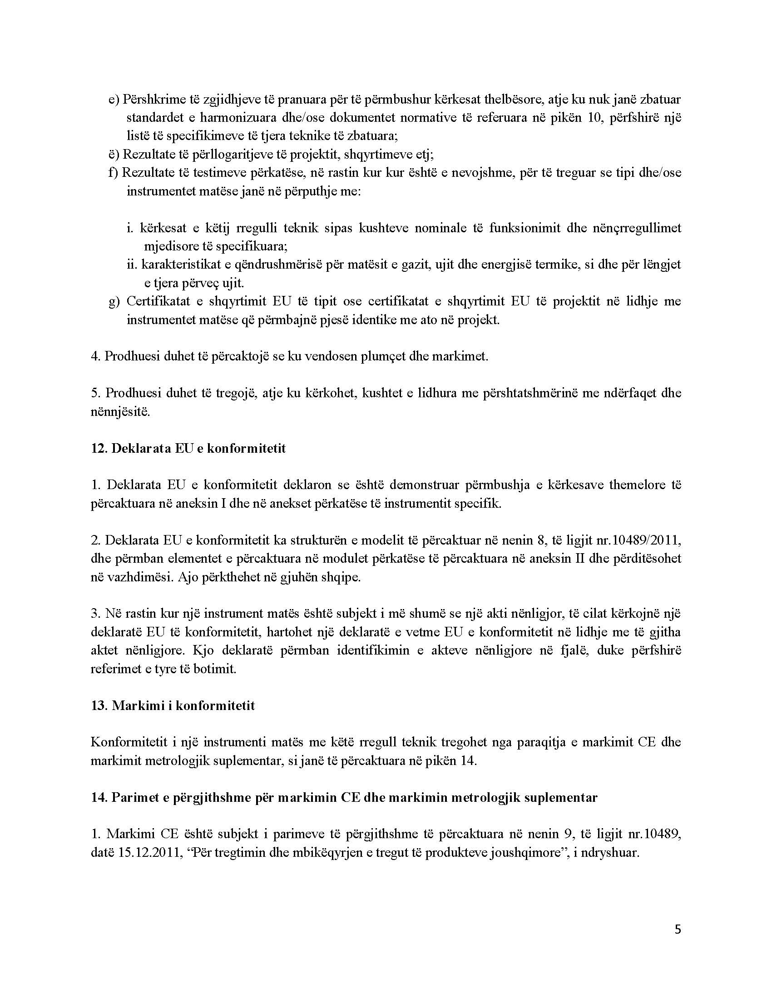 e) Përshkrime të zgjidhjeve të pranuara për të përmbushur kërkesat thelbësore, atje ku nuk janë zbatuar
standardet e harmonizuara dhe/ose dokumentet normative të referuara në pikën 10, përfshirë një
listë të specifikimeve të tjera teknike të zbatuara;
ë) Rezultate të përllogaritjeve të projektit, shqyrtimeve etj;
f) Rezultate të testimeve përkatëse, në rastin kur kur është e nevojshme, për të treguar se tipi dhe/ose
instrumentet matëse janë në përputhje me:
i. kërkesat e këtij rregulli teknik sipas kushteve nominale të funksionimit dhe nënçrregullimet
mjedisore të specifikuara;
ii. karakteristikat e qëndrushmërisë për matësit e gazit, ujit dhe energjisë termike, si dhe për lëngjet
e tjera përveç ujit.
g) Certifikatat e shqyrtimit EU të tipit ose certifikatat e shqyrtimit EU të projektit në lidhje me
instrumentet matëse që përmbajnë pjesë identike me ato në projekt.
4. Prodhuesi duhet të përcaktojë se ku vendosen plumçet dhe markimet.
5. Prodhuesi duhet të tregojë, atje ku kërkohet, kushtet e lidhura me përshtatshmërinë me ndërfaqet dhe
nënnjësitë.
12. Deklarata EU e konformitetit
1. Deklarata EU e konformitetit deklaron se është demonstruar përmbushja e kërkesave themelore të
përcaktuara në aneksin I dhe në anekset përkatëse të instrumentit specifik.
2. Deklarata EU e konformitetit ka strukturën e modelit të përcaktuar në nenin 8, të ligjit nr.10489/2011,
dhe përmban elementet e përcaktuara në modulet përkatëse të përcaktuara në aneksin II dhe përditësohet
në vazhdimësi. Ajo përkthehet në gjuhën shqipe.
3. Në rastin kur një instrument matës është subjekt i më shumë se një akti nënligjor, të cilat kërkojnë një
deklaratë EU të konformitetit, hartohet një deklaratë e vetme EU e konformitetit në lidhje me të gjitha
aktet nënligjore. Kjo deklaratë përmban identifikimin e akteve nënligjore në fjalë, duke përfshirë
referimet e tyre të botimit.
13. Markimi i konformitetit
Konformitetit i një instrumenti matës me këtë rregull teknik tregohet nga paraqitja e markimit CE dhe
markimit metrologjik suplementar, si janë të përcaktuara në pikën 14.
14. Parimet e përgjithshme për markimin CE dhe markimin metrologjik suplementar
1. Markimi CE është subjekt i parimeve të përgjithshme të përcaktuara në nenin 9, të ligjit nr.10489,
datë 15.12.2011, “Për tregtimin dhe mbikëqyrjen e tregut të produkteve joushqimore”, i ndryshuar.
5